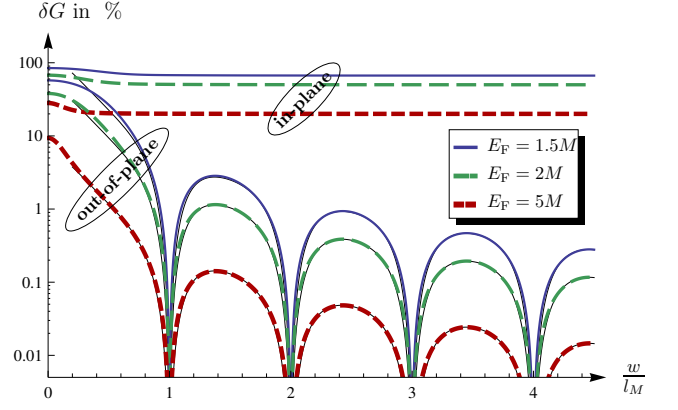 δG in %
100
10
1
0.1
0.01
in-plane
out-of-plane
E_F = 1.5M
E_F = 2M
E_F = 5M
0 1 2 3 4
w/l_M